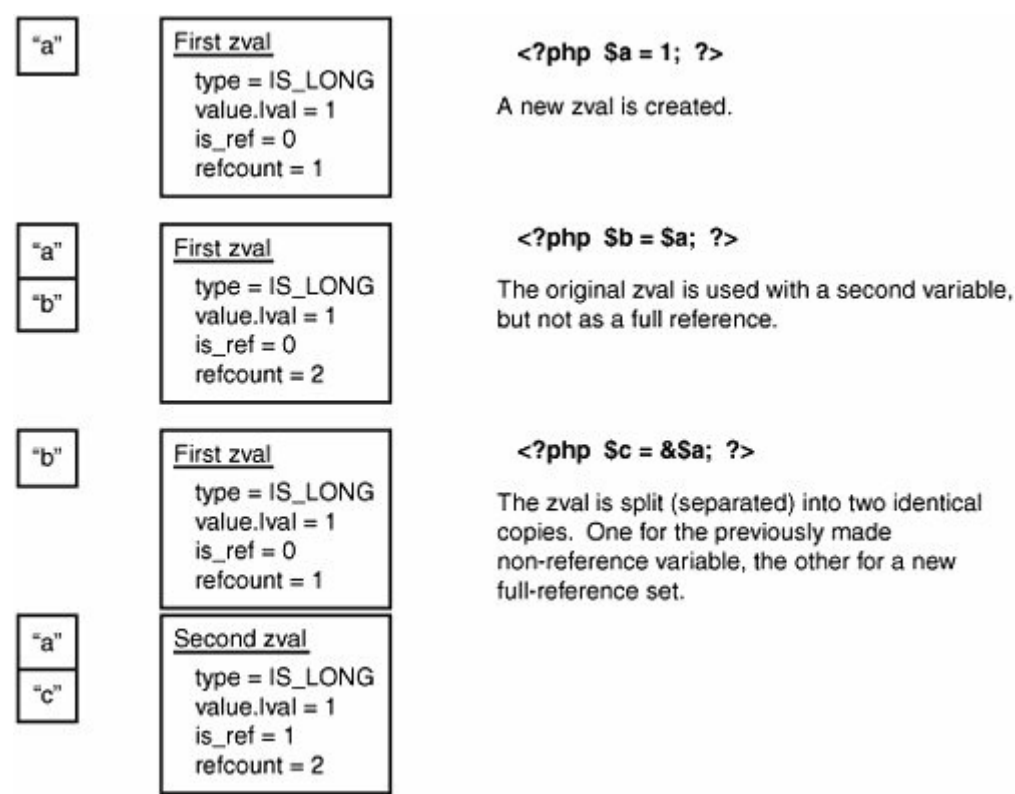 “a”
First zval
type = IS_LONG
value.lval = 1
is_ref = 0
refcount = 1
<?php $a = 1; ?>
A new zval is created.
“a”
“b”
First zval
type = IS_LONG
value.lval = 1
is_ref = 0
refcount = 2
<?php $b = $a; ?>
The original zval is used with a second variable,
but not as a full reference.
“b”
First zval
type = IS_LONG
value.lval = 1
is_ref = 0
refcount = 1
<?php $c = &$a; ?>
The zval is split (separated) into two identical
copies. One for the previously made
non-reference variable, the other for a new
full-reference set.
“a”
“c”
Second zval
type = IS_LONG
value.lval = 1
is_ref = 1
refcount = 2